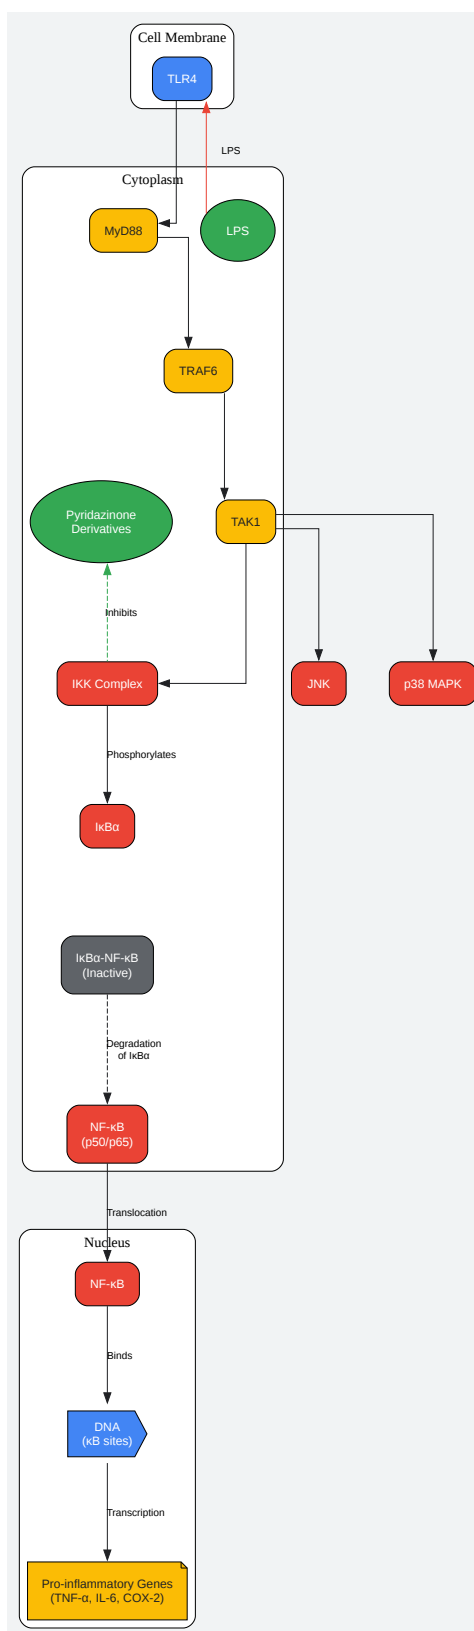 Cell Membrane
TLR4
LPS
Cytoplasm
MyD88
LPS
TRAF6
Pyridazinone
Derivatives
TAK1
Inhibits
IKK Complex
JNK
p38 MAPK
Phosphorylates
IκBα
IκBα-NF-κB
(Inactive)
Degradation
of IκBα
NF-κB
(p50/p65)
Translocation
Nucleus
NF-κB
Binds
DNA
(κB sites)
Transcription
Pro-inflammatory Genes
(TNF-α, IL-6, COX-2)